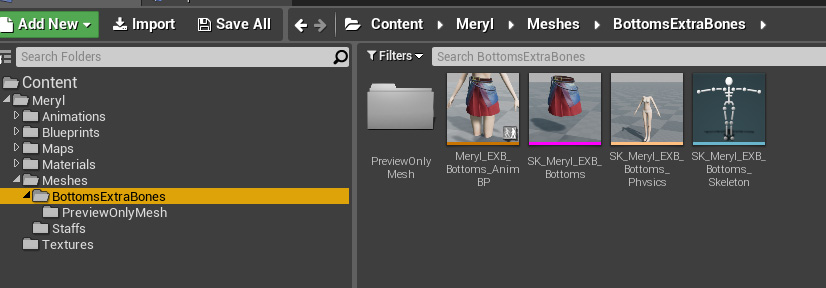 Add New Import Save All Content Meryl Meshes BottomsExtraBones
Search Folders
Filters Search BottomsExtraBones
Content
Meryl
Animations
Blueprints
Maps
Materials
Meshes
BottomsExtraBones
PreviewOnlyMesh
Staffs
Textures
PreviewOnly
Mesh
Meryl_EXB_
Bottoms_Anim
BP
SK_Meryl_EXB_
Bottoms
SK_Meryl_EXB_
Bottoms_
Physics
SK_Meryl_EXB_
Bottoms_
Skeleton